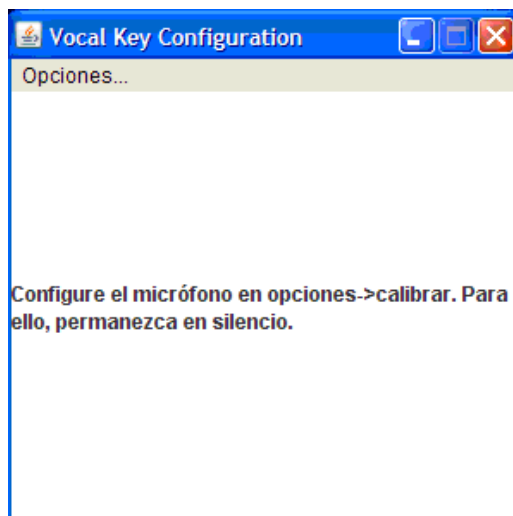 Vocal Key Configuration
Opciones...
Configure el micrófono en opciones->calibrar. Para
ello, permanezca en silencio.